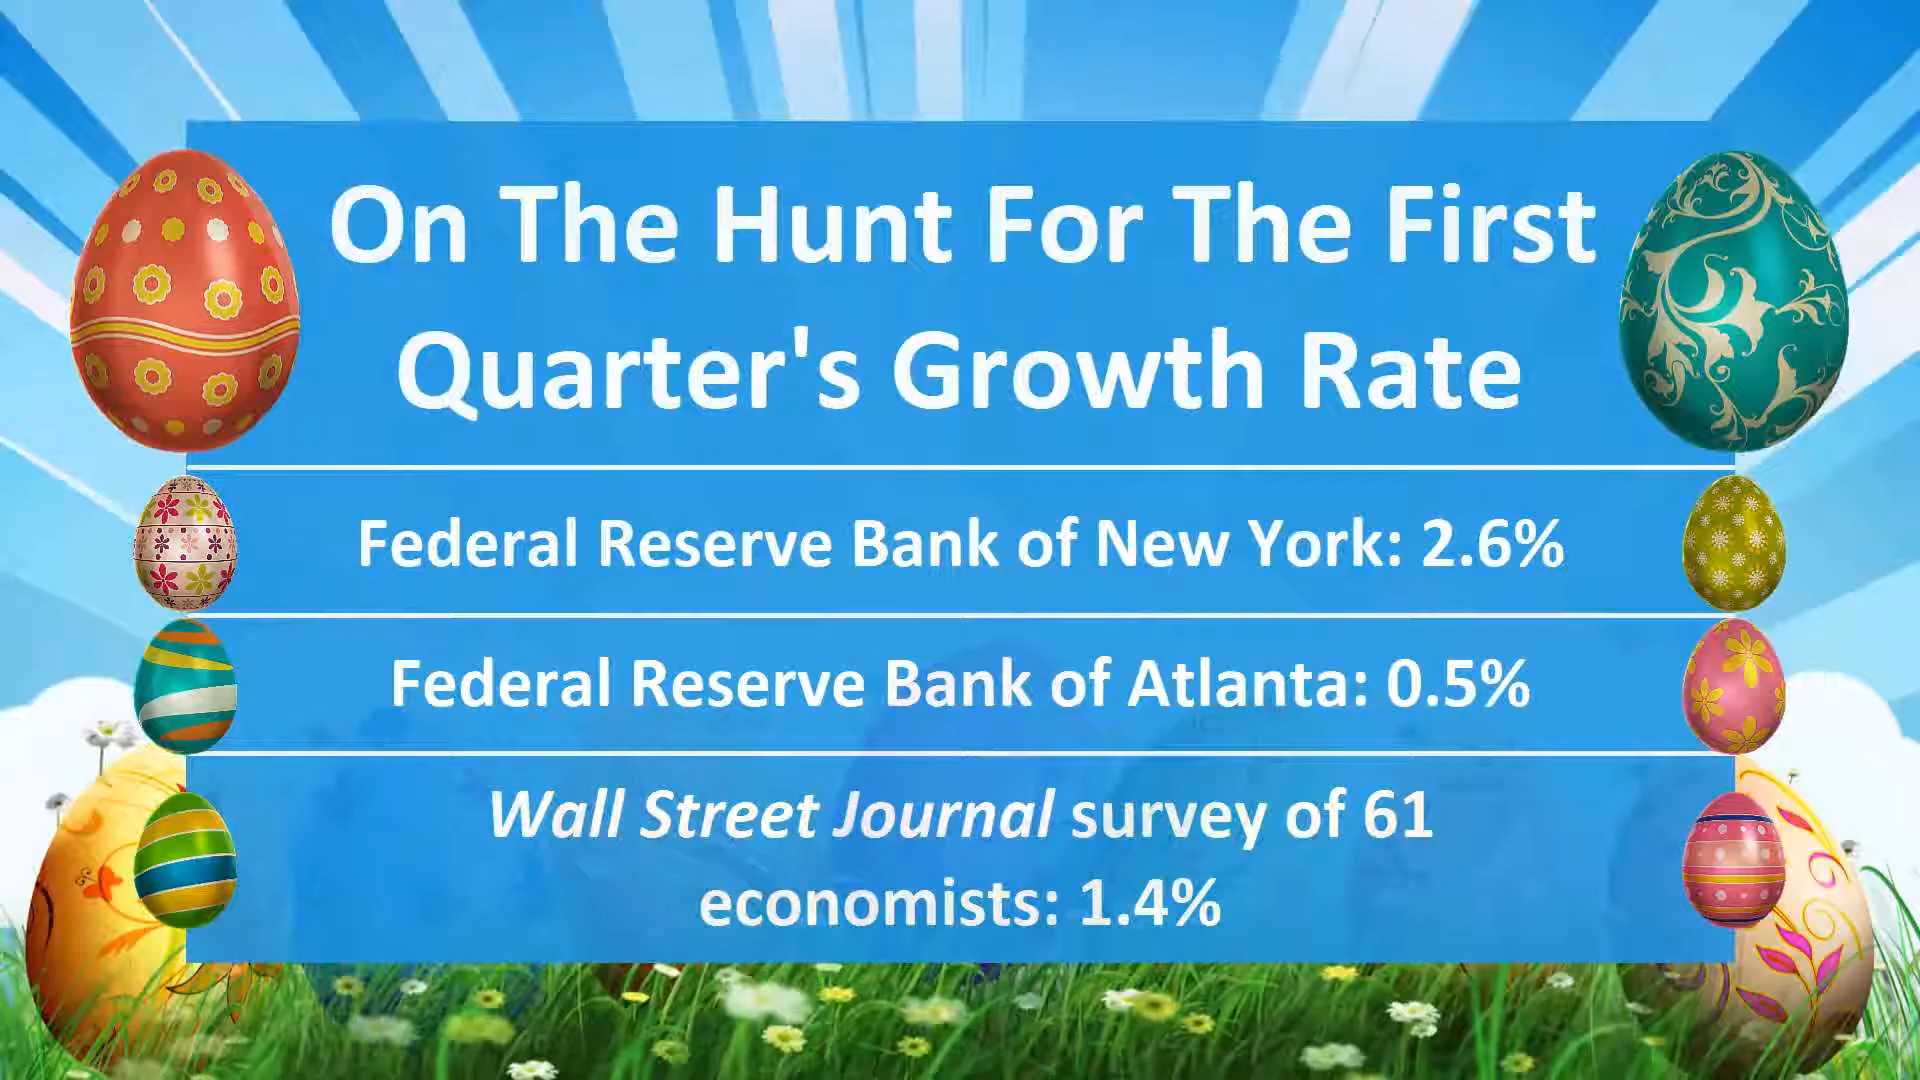 On The Hunt For The First
Quarter's Growth Rate
Federal Reserve Bank of New York: 2.6%
Federal Reserve Bank of Atlanta: 0.5%
Wall Street Journal survey of 61
economists: 1.4%